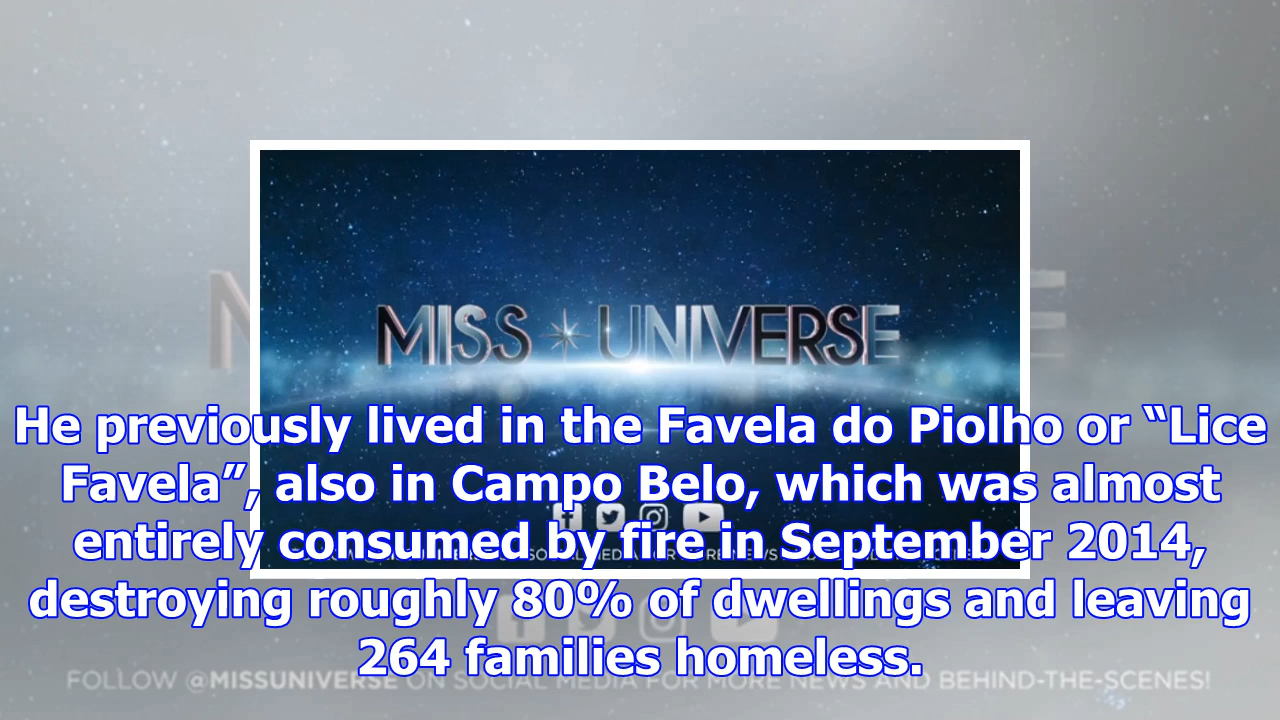 MISS UNIVERSE
He previously lived in the Favela do Piolho or “Lice
Favela”, also in Campo Belo, which was almost
entirely consumed by fire in September 2014,
destroying roughly 80% of dwellings and leaving
264 families homeless.
FOLLOW @MISSUNIVERSE ON SOCIAL MEDIA FOR MORE NEWS AND BEHIND-THE-SCENES!